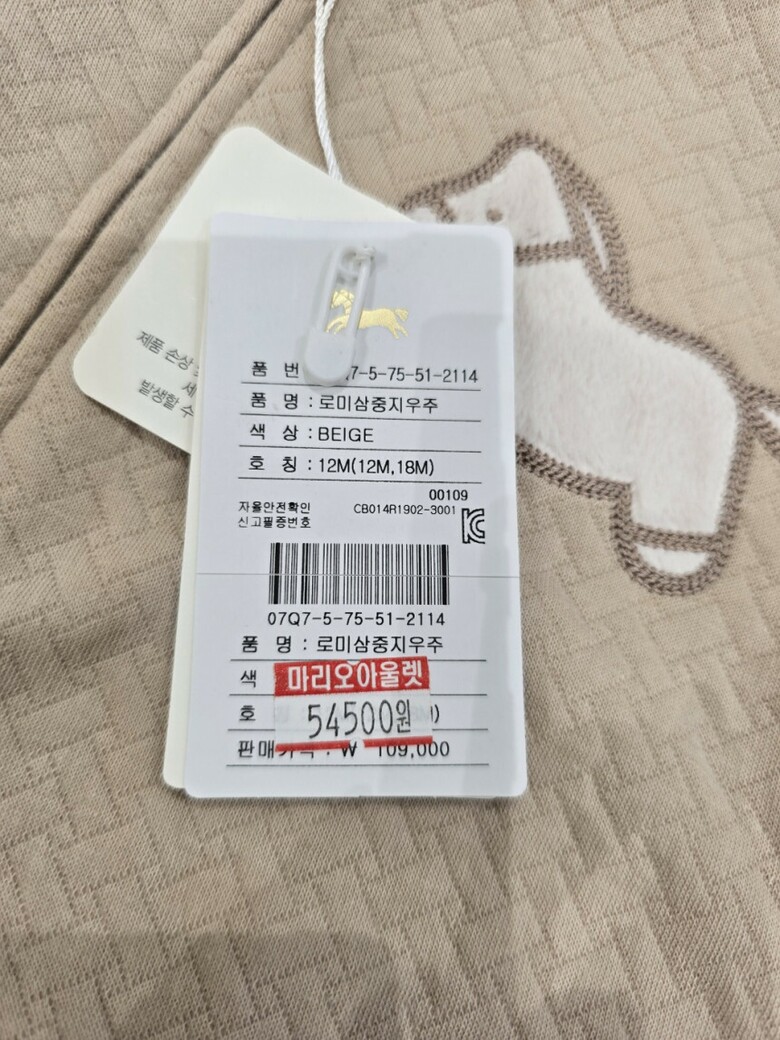 제품 손상
세
발생할 수
품 번 7-5-75-51-2114
품 명 : 로미삼중지우주
색 상 : BEIGE
호 칭 : 12M(12M,18M)
00109
자율안전확인 CB014R1902-3001
신고필증번호
07Q7-5-75-51-2114
품 명 : 로미삼중지우주
색 마리오아울렛
호 54500원 )
판매가격 : ₩ 109,000